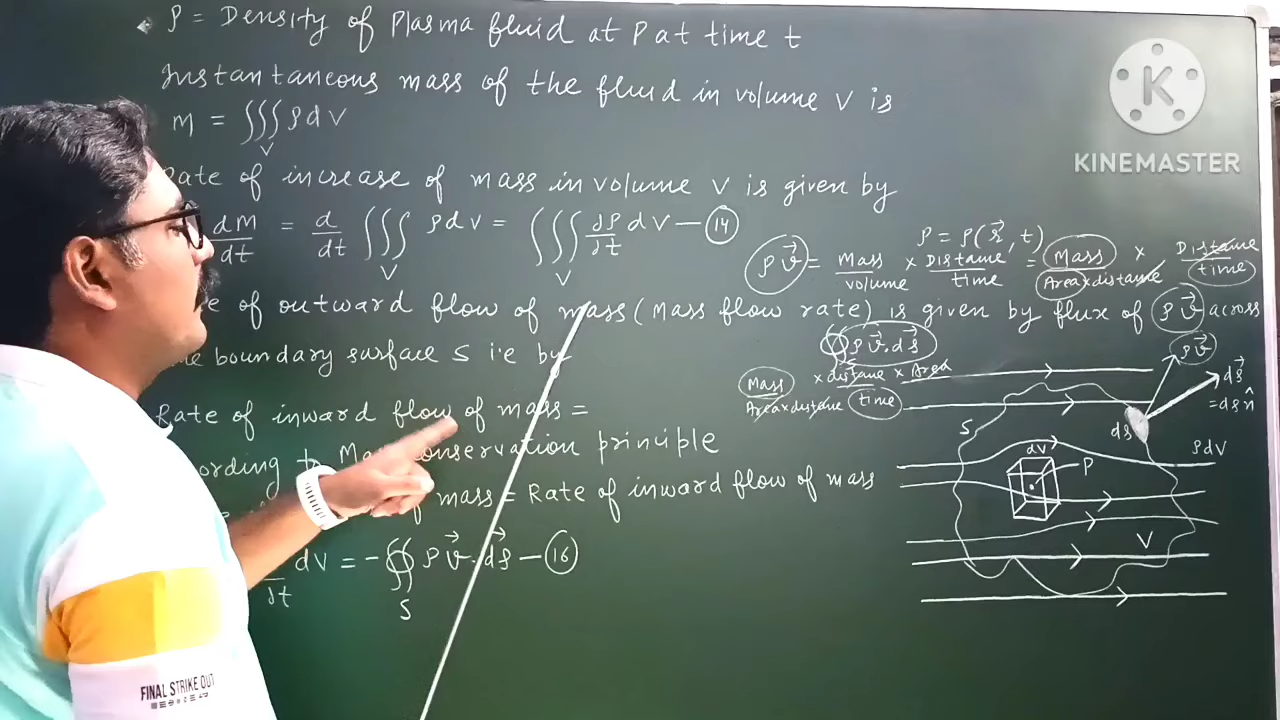 ρ = Density of Plasma fluid at P at time t
Instantaneous mass of the fluid in volume V is
m = ∭ρdV
V
Rate of increase of mass in volume V is given by
dM/dt = d/dt ∭ ρdV = ∭ ∂ρ/∂t dV — (14)
V V
ρ = ρ(r⃗, t)
ρv⃗ = Mass/volume × Distance/time = Mass/Area×distance × Distance/time
of outward flow of mass (Mass flow rate) is given by flux of ρv⃗ across
boundary surface S i.e by
∯ρv⃗.ds⃗
Mass/Area×distance×time × distane × Area
Rate of inward flow of mass =
to Mass conservation principle
of mass = Rate of inward flow of mass
∂t dV = - ∯ ρv⃗.ds⃗ — (16)
S
ρv⃗
ds⃗
= ds n̂
ds
S
ρdV
dV
P
V
KINEMASTER
FINAL STRIKE OUT